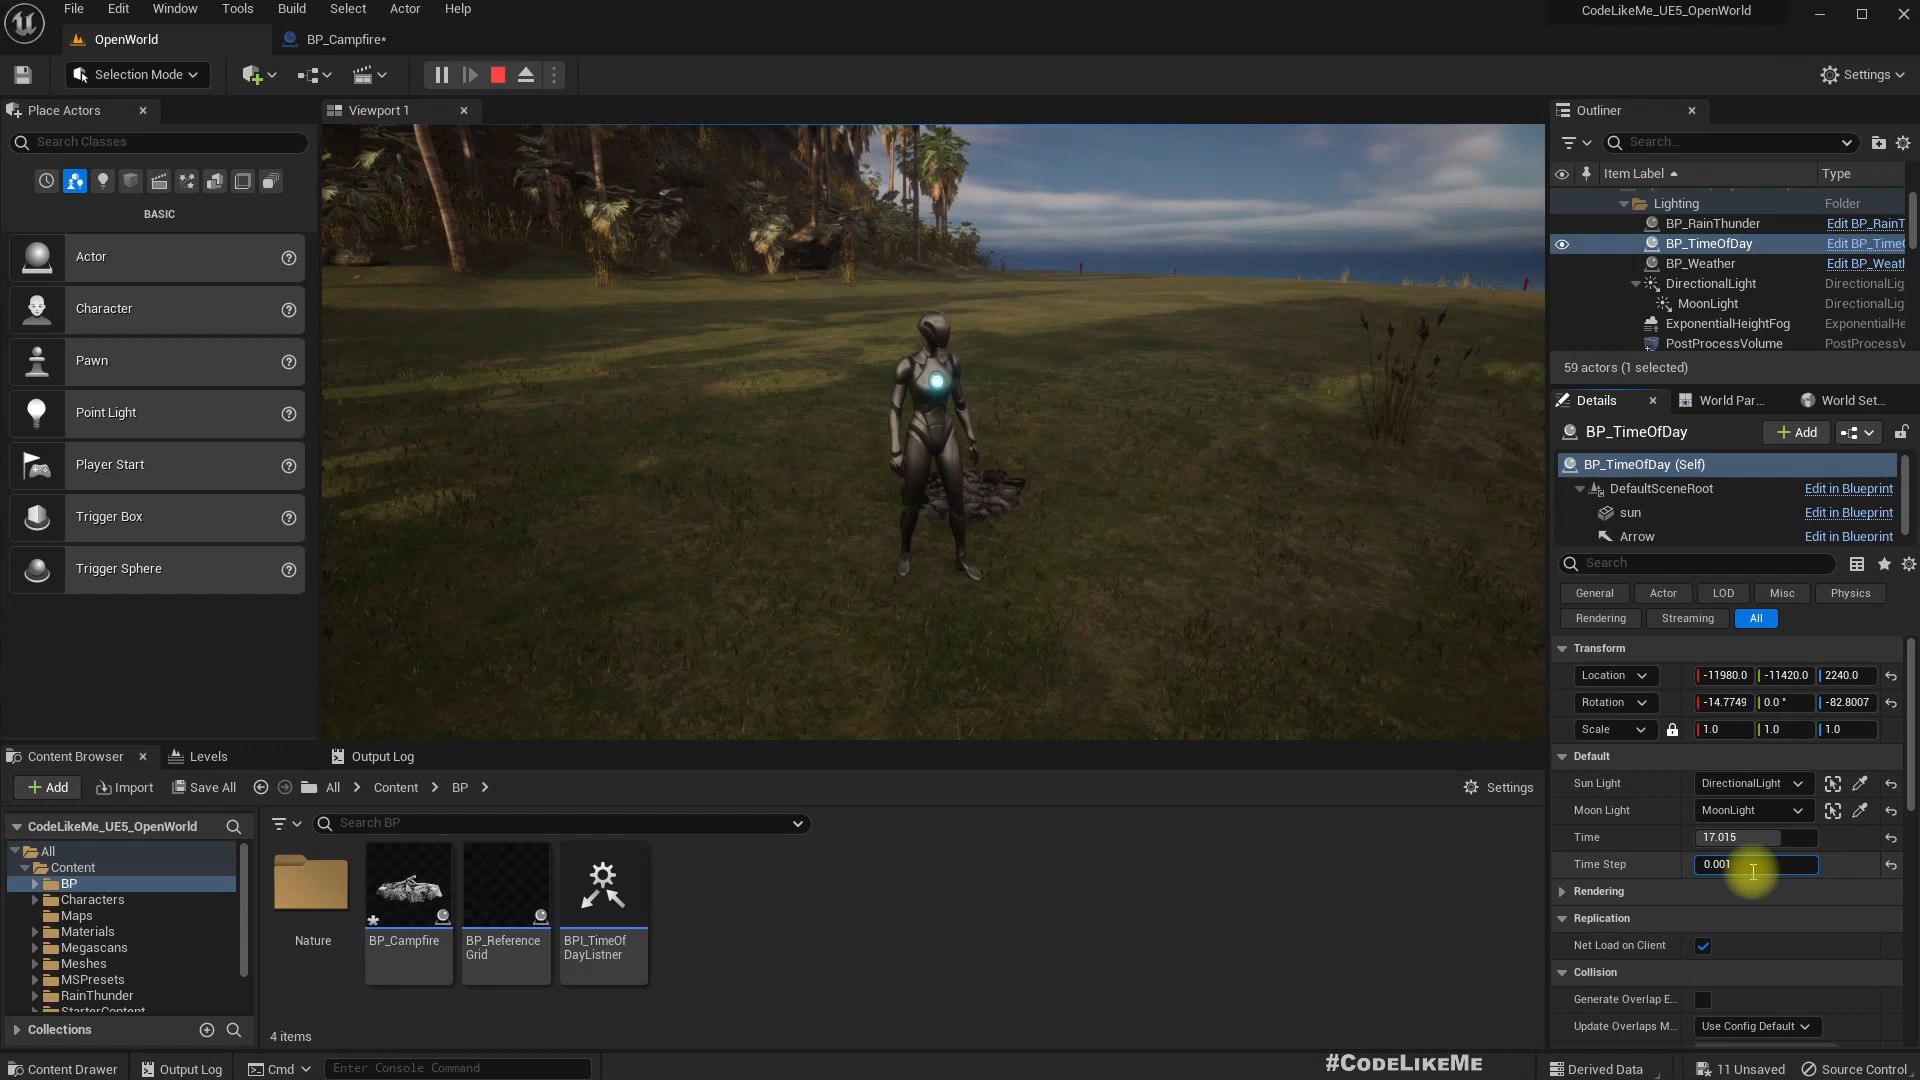 File Edit Window Tools Build Select Actor Help
CodeLikeMe_UE5_OpenWorld
OpenWorld
BP_Campfire*
Selection Mode
Settings
Place Actors
Search Classes
BASIC
Actor
Character
Pawn
Point Light
Player Start
Trigger Box
Trigger Sphere
Viewport 1
Outliner
Search...
Item Label Type
Lighting Folder
BP_RainThunder Edit BP_RainT
BP_TimeOfDay Edit BP_Time
BP_Weather Edit BP_Weath
DirectionalLight DirectionalLig
MoonLight DirectionalLig
ExponentialHeightFog ExponentialHe
PostProcessVolume PostProcessV
59 actors (1 selected)
Details World Par... World Set...
BP_TimeOfDay
Add
BP_TimeOfDay (Self)
DefaultSceneRoot Edit in Blueprint
sun Edit in Blueprint
Arrow Edit in Blueprint
Search
General Actor LOD Misc Physics
Rendering Streaming All
Transform
Location -11980.0 -11420.0 2240.0
Rotation -14.7749 0.0 ° -82.8007
Scale 1.0 1.0 1.0
Default
Sun Light DirectionalLight
Moon Light MoonLight
Time 17.015
Time Step 0.001
Rendering
Replication
Net Load on Client
Collision
Generate Overlap E...
Update Overlaps M... Use Config Default
Content Browser Levels Output Log
Add Import Save All All Content BP Settings
CodeLikeMe_UE5_OpenWorld
All
Content
BP
Characters
Maps
Materials
Megascans
Meshes
MSPresets
RainThunder
StarterContent
Collections
Search BP
Nature
BP_Campfire
BP_Reference
Grid
BPI_TimeOf
DayListner
4 items
#CodeLikeMe
Content Drawer Output Log Cmd Enter Console Command
Derived Data 11 Unsaved Source Control